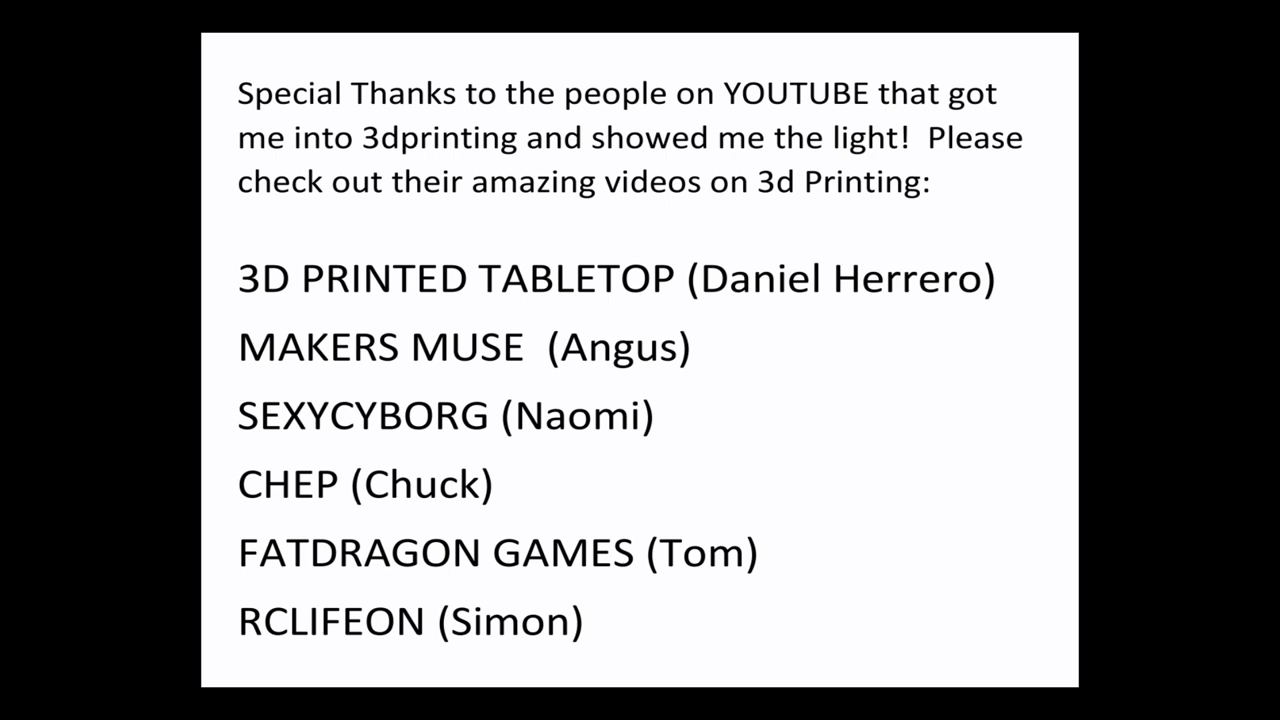 Special Thanks to the people on YOUTUBE that got
me into 3dprinting and showed me the light!  Please
check out their amazing videos on 3d Printing:
3D PRINTED TABLETOP (Daniel Herrero)
MAKERS MUSE  (Angus)
SEXYCYBORG (Naomi)
CHEP (Chuck)
FATDRAGON GAMES (Tom)
RCLIFEON (Simon)